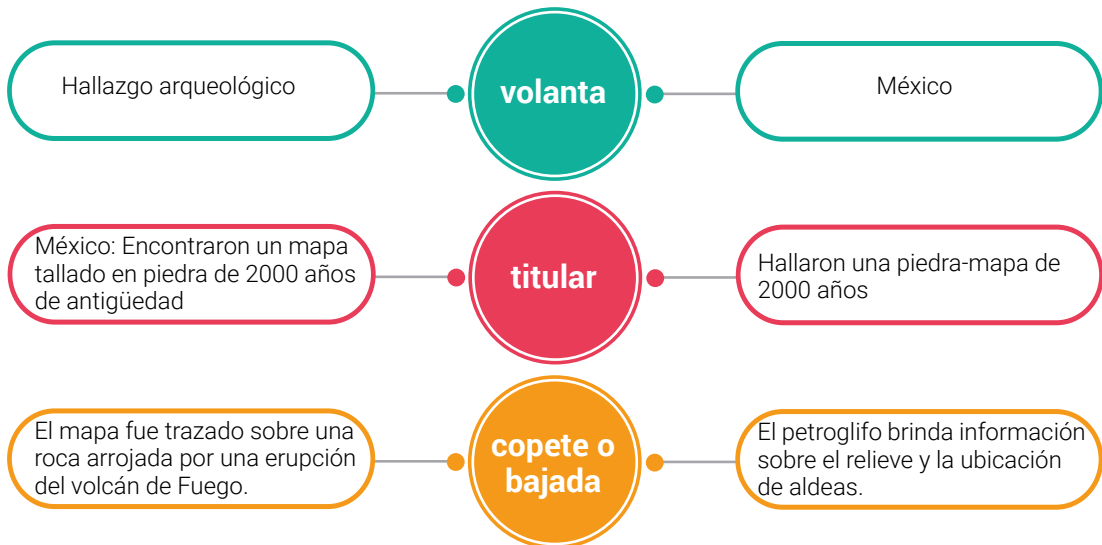 Hallazgo arqueológico
volanta
México
México: Encontraron un mapa
tallado en piedra de 2000 años
de antigüedad
titular
Hallaron una piedra-mapa de
2000 años
El mapa fue trazado sobre una
roca arrojada por una erupción
del volcán de Fuego.
copete o
bajada
El petroglifo brinda información
sobre el relieve y la ubicación
de aldeas.